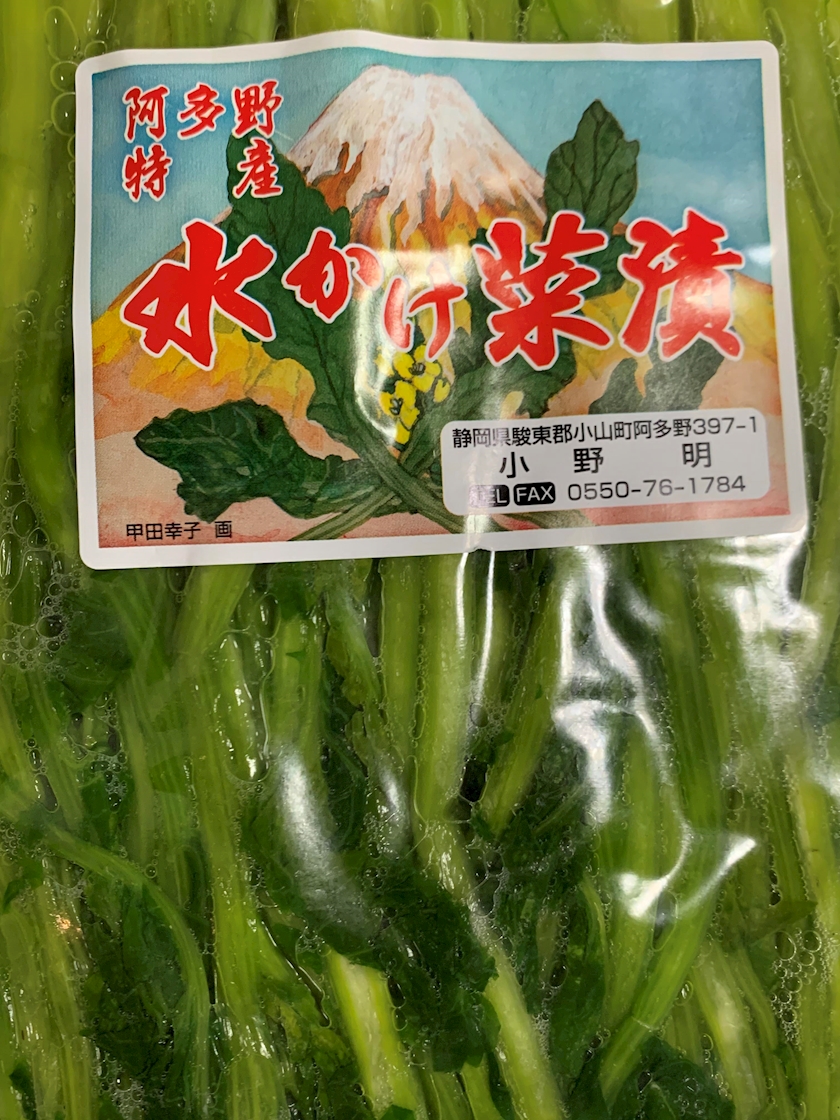 阿多野
特産
水かけ菜漬
静岡県駿東郡小山町阿多野397-1
小野 明
TEL FAX 0550-76-1784
甲田幸子 画